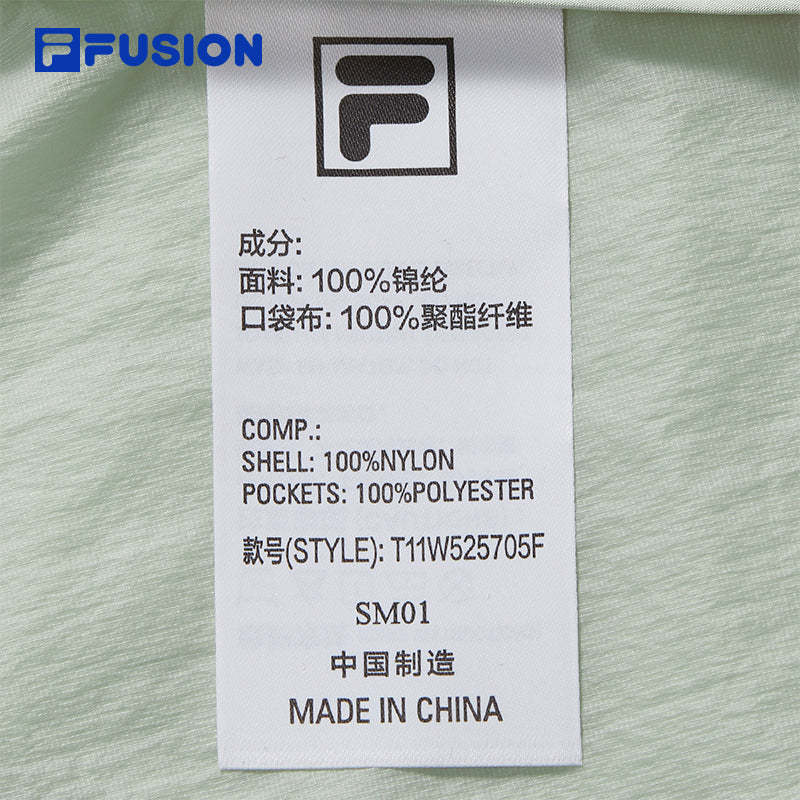 FUSION
F
成分:
面料: 100%锦纶
口袋布: 100%聚酯纤维
COMP.:
SHELL: 100%NYLON
POCKETS: 100%POLYESTER
款号(STYLE): T11W525705F
SM01
中国制造
MADE IN CHINA